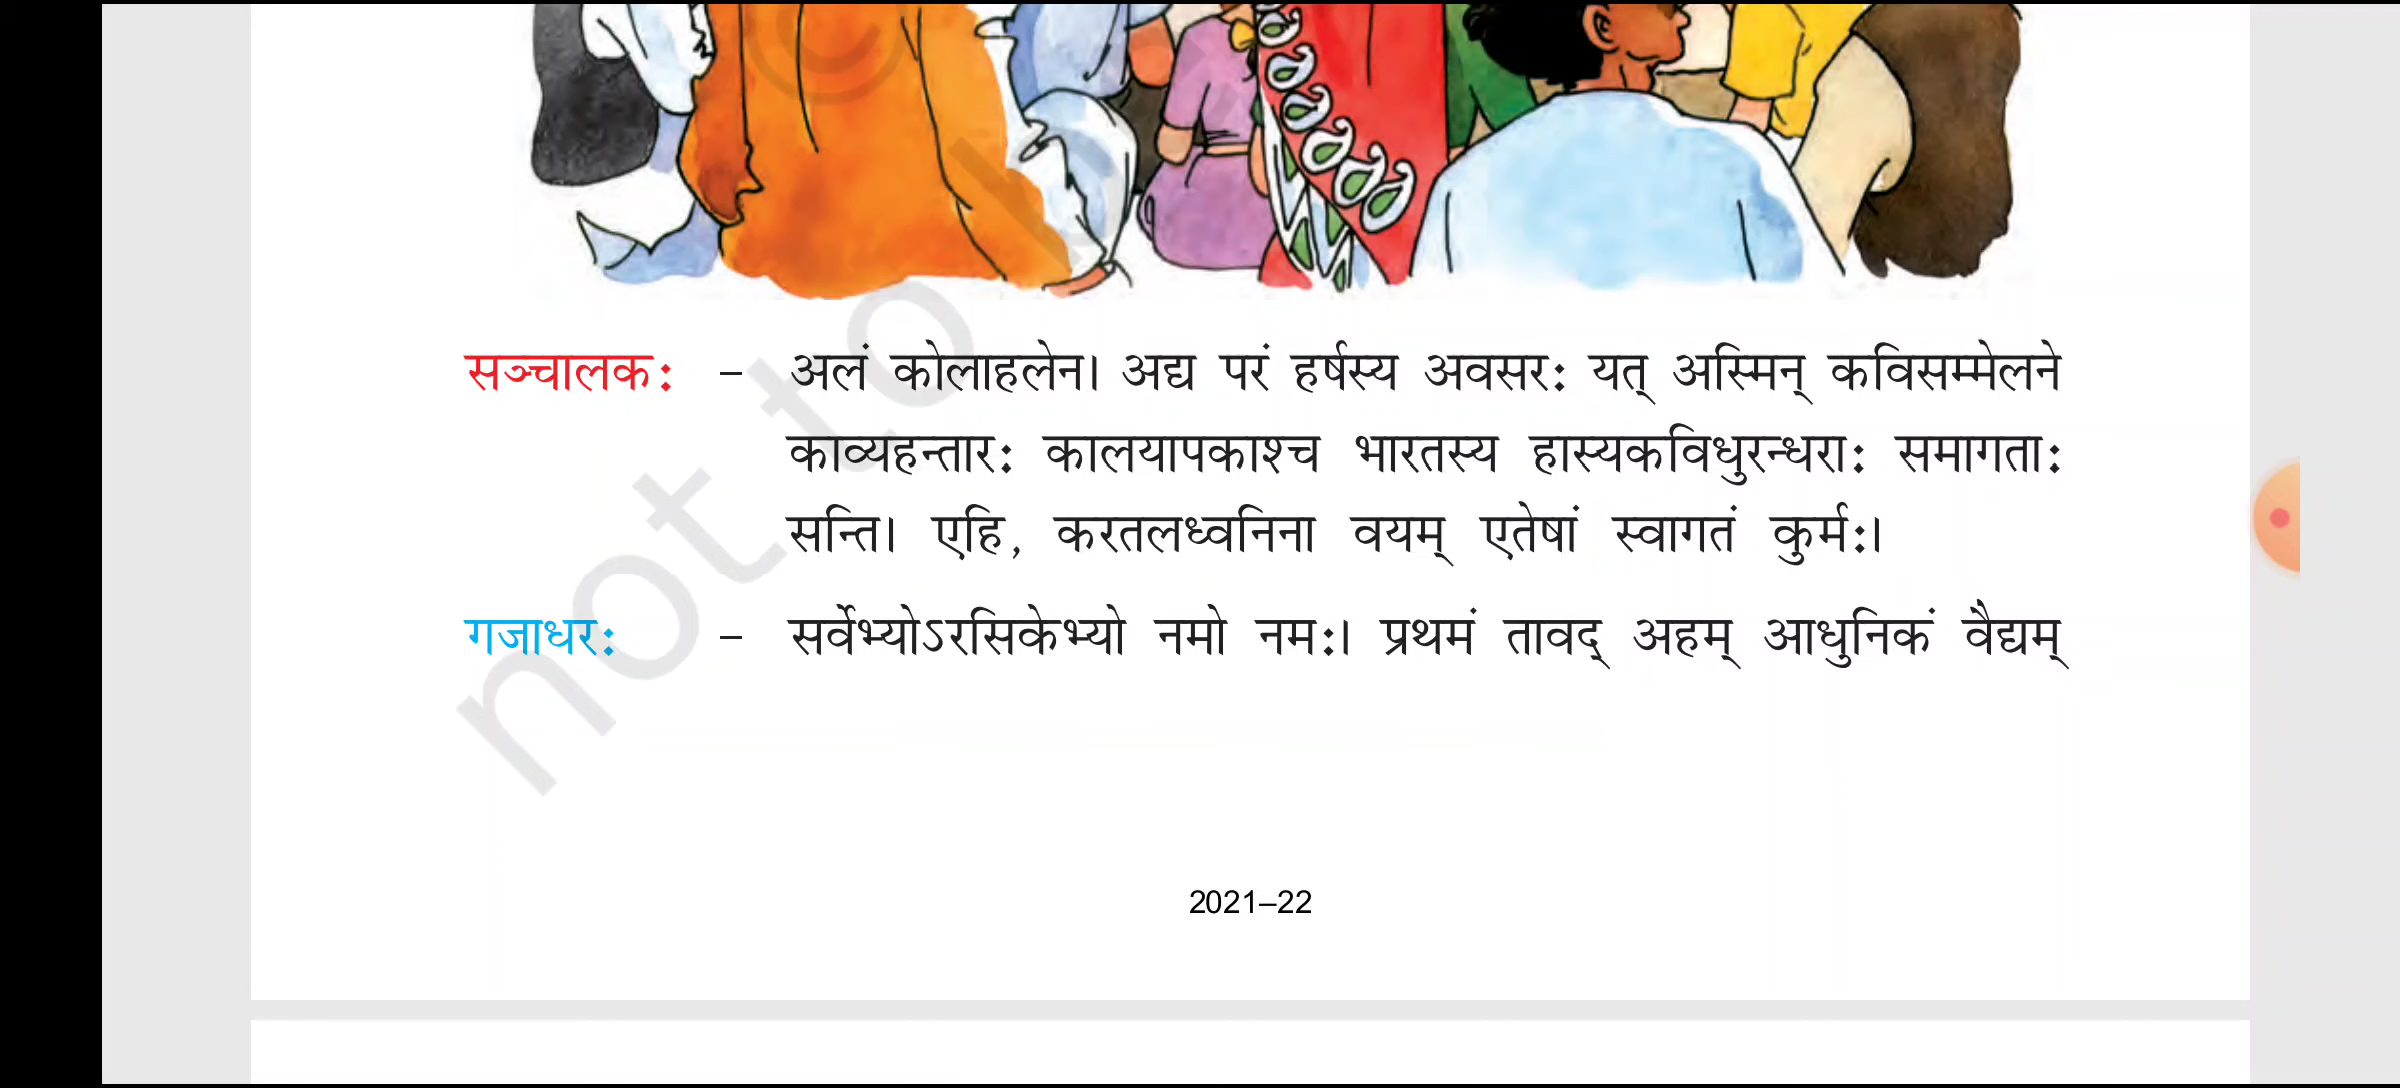 सञ्चालकः – अलं कोलाहलेन। अद्य परं हर्षस्य अवसरः यत् अस्मिन् कविसम्मेलने
काव्यहन्तारः कालयापकाश्च भारतस्य हास्यकविधुरन्धराः समागताः
सन्ति। एहि, करतलध्वनिना वयम् एतेषां स्वागतं कुर्मः।
गजाधरः – सर्वेभ्योऽरसिकेभ्यो नमो नमः। प्रथमं तावद् अहम् आधुनिकं वैद्यम्
not to
2021–22